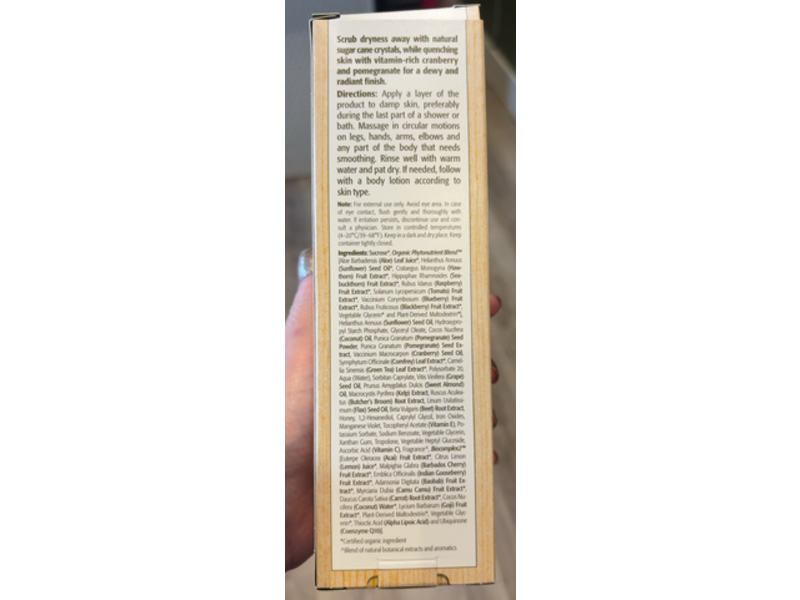 Scrub dryness away with natural
sugar cane crystals, while quenching
skin with vitamin-rich cranberry
and pomegranate for a dewy and
radiant finish.
Directions: Apply a layer of the
product to damp skin, preferably
during the last part of a shower or
bath. Massage in circular motions
on legs, hands, arms, elbows and
any part of the body that needs
smoothing. Rinse well with warm
water and pat dry. If needed, follow
with a body lotion according to
skin type.
Note: For external use only. Avoid eye area. In case
of eye contact, flush gently and thoroughly with
water. If irritation persists, discontinue use and con-
sult a physician. Store in controlled temperatures
(4–20°C/39–68°F). Keep in a dark and dry place. Keep
container tightly closed.
Ingredients: Sucrose*, Organic Phytonutrient Blend™
[Aloe Barbadensis (Aloe) Leaf Juice*, Helianthus Annuus
(Sunflower) Seed Oil*, Crataegus Monogyna (Haw-
thorn) Fruit Extract*, Hippophae Rhamnoides (Sea-
buckthorn) Fruit Extract*, Rubus Idaeus (Raspberry)
Fruit Extract*, Solanum Lycopersicum (Tomato) Fruit
Extract*, Vaccinium Corymbosum (Blueberry) Fruit
Extract*, Rubus Fruticosus (Blackberry) Fruit Extract*,
Vegetable Glycerin* and Plant-Derived Maltodextrin*],
Helianthus Annuus (Sunflower) Seed Oil, Hydroxypro-
pyl Starch Phosphate, Glyceryl Oleate, Cocos Nucifera
(Coconut) Oil, Punica Granatum (Pomegranate) Seed
Powder, Punica Granatum (Pomegranate) Seed Ex-
tract, Vaccinium Macrocarpon (Cranberry) Seed Oil,
Symphytum Officinale (Comfrey) Leaf Extract*, Camel-
lia Sinensis (Green Tea) Leaf Extract*, Polysorbate 20,
Aqua (Water), Sorbitan Caprylate, Vitis Vinifera (Grape)
Seed Oil, Prunus Amygdalus Dulcis (Sweet Almond)
Oil, Macrocystis Pyrifera (Kelp) Extract, Ruscus Aculea-
tus (Butcher's Broom) Root Extract, Linum Usitatissi-
mum (Flax) Seed Oil, Beta Vulgaris (Beet) Root Extract,
Honey, 1,2-Hexanediol, Caprylyl Glycol, Iron Oxides,
Manganese Violet, Tocopheryl Acetate (Vitamin E), Po-
tassium Sorbate, Sodium Benzoate, Vegetable Glycerin,
Xanthan Gum, Tropolone, Vegetable Heptyl Glucoside,
Ascorbic Acid (Vitamin C), Fragrance^, Biocomplex2™
[Euterpe Oleracea (Acai) Fruit Extract*, Citrus Limon
(Lemon) Juice*, Malpighia Glabra (Barbados Cherry)
Fruit Extract*, Emblica Officinalis (Indian Gooseberry)
Fruit Extract*, Adansonia Digitata (Baobab) Fruit Ex-
tract*, Myrciaria Dubia (Camu Camu) Fruit Extract*,
Daucus Carota Sativa (Carrot) Root Extract*, Cocos Nu-
cifera (Coconut) Water*, Lycium Barbarum (Goji) Fruit
Extract*, Plant-Derived Maltodextrin*, Vegetable Glyc-
erin*, Thioctic Acid (Alpha Lipoic Acid) and Ubiquinone
(Coenzyme Q10)].
*Certified organic ingredient
^Blend of natural botanical extracts and aromatics